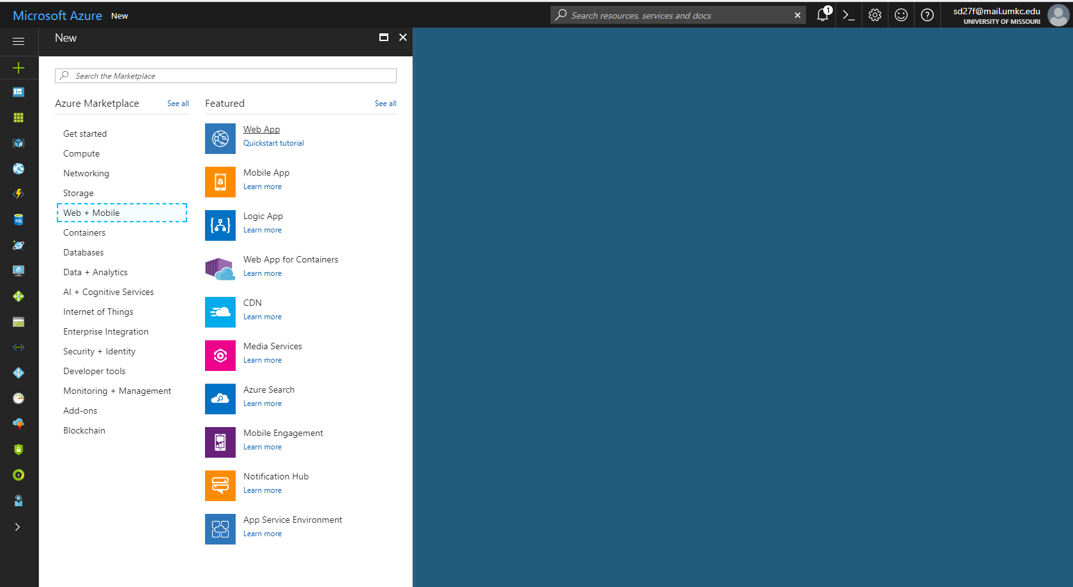 Microsoft Azure New
Search resources, services and docs
1
sd27f@mail.umkc.edu
UNIVERSITY OF MISSOURI
New
Search the Marketplace
Azure Marketplace See all
Get started
Compute
Networking
Storage
Web + Mobile
Containers
Databases
Data + Analytics
AI + Cognitive Services
Internet of Things
Enterprise Integration
Security + Identity
Developer tools
Monitoring + Management
Add-ons
Blockchain
Featured See all
Web App
Quickstart tutorial
Mobile App
Learn more
Logic App
Learn more
Web App for Containers
Learn more
CDN
Learn more
Media Services
Learn more
Azure Search
Learn more
Mobile Engagement
Learn more
Notification Hub
Learn more
App Service Environment
Learn more